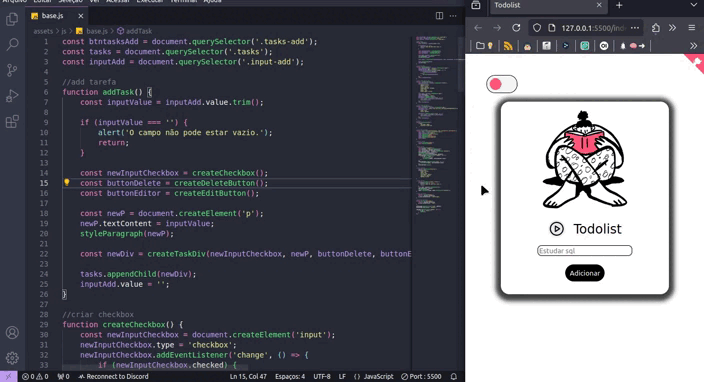 Arquivo Editar Seleção Ver Acessar Executar Terminal
base.js
assets > js > base.js > addTask
1 const btntasksAdd = document.querySelector('.tasks-add');
2 const tasks = document.querySelector('.tasks');
3 const inputAdd = document.querySelector('.input-add');
4
5 //add tarefa
6 function addTask() {
7 const inputValue = inputAdd.value.trim();
8
9 if (inputValue === '') {
10 alert('O campo não pode estar vazio.');
11 return;
12 }
13
14 const newInputCheckbox = createCheckbox();
15 const buttonDelete = createDeleteButton();
16 const buttonEditor = createEditButton();
17
18 const newP = document.createElement('p');
19 newP.textContent = inputValue;
20 styleParagraph(newP);
21
22 const newDiv = createTaskDiv(newInputCheckbox, newP, buttonDelete, buttonE
23
24 tasks.appendChild(newDiv);
25 inputAdd.value = '';
26 }
27
28 //criar checkbox
29 function createCheckbox() {
30 const newInputCheckbox = document.createElement('input');
31 newInputCheckbox.type = 'checkbox';
32 newInputCheckbox.addEventListener('change', () => {
33 if (newInputCheckbox.checked) {
0 0 0 Reconnect to Discord Ln 15, Col 47 Espaços: 4 UTF-8 LF {} JavaScript Port : 5500
Todolist
127.0.0.1:5500/inde
Todolist
Estudar sql
Adicionar